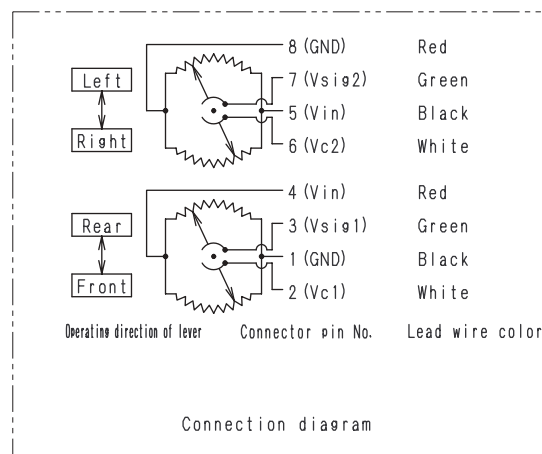 8 (GND) Red
Left 7 (Vsig2) Green
5 (Vin) Black
Right 6 (Vc2) White
4 (Vin) Red
Rear 3 (Vsig1) Green
1 (GND) Black
Front 2 (Vc1) White
Operating direction of lever Connector pin No. Lead wire color
Connection diagram